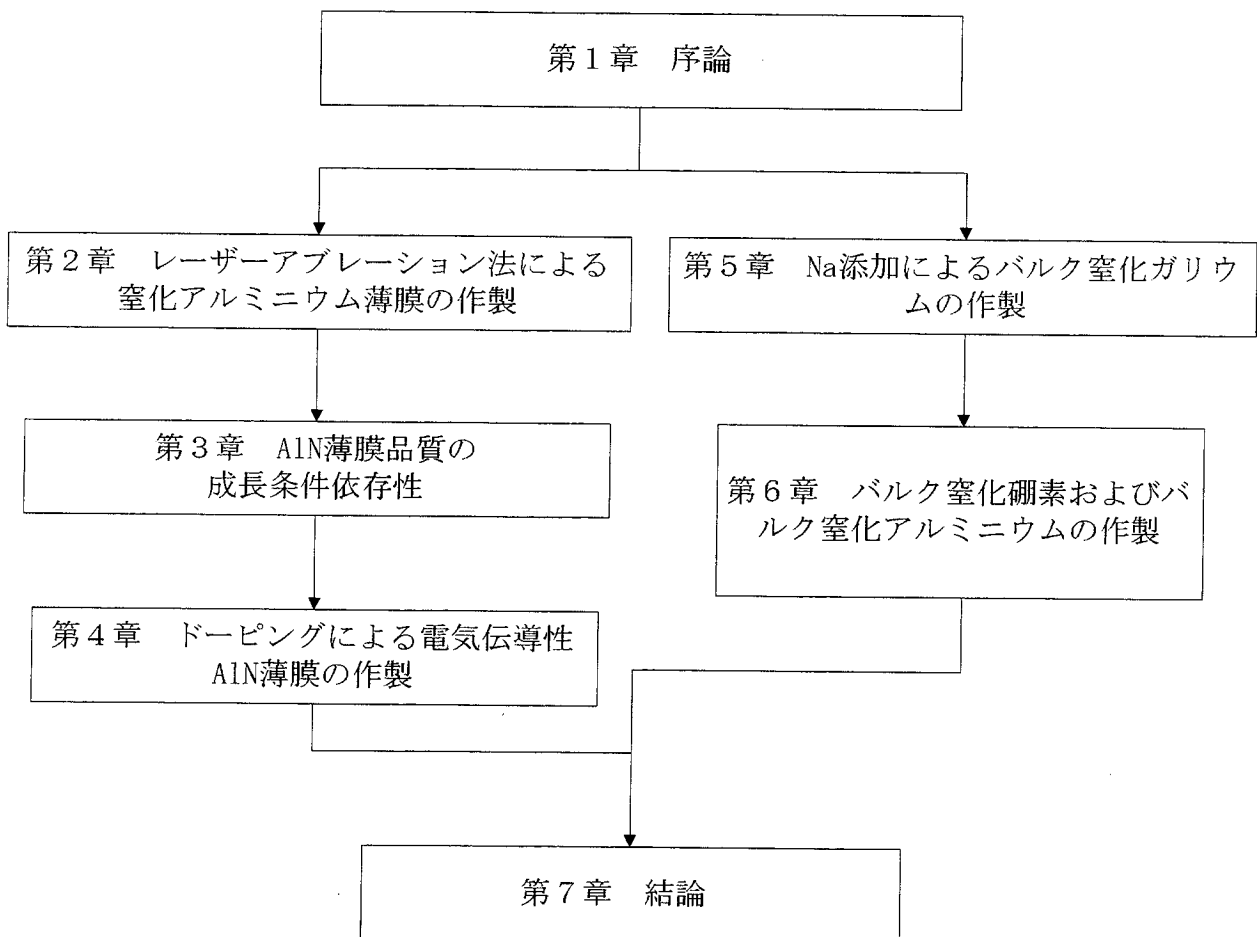 第１章　序論
第２章　レーザーアブレーション法による
窒化アルミニウム薄膜の作製
第３章　AlN薄膜品質の
成長条件依存性
第４章　ドーピングによる電気伝導性
AlN薄膜の作製
第５章　Na添加によるバルク窒化ガリウ
ムの作製
第６章　バルク窒化硼素およびバ
ルク窒化アルミニウムの作製
第７章　結論